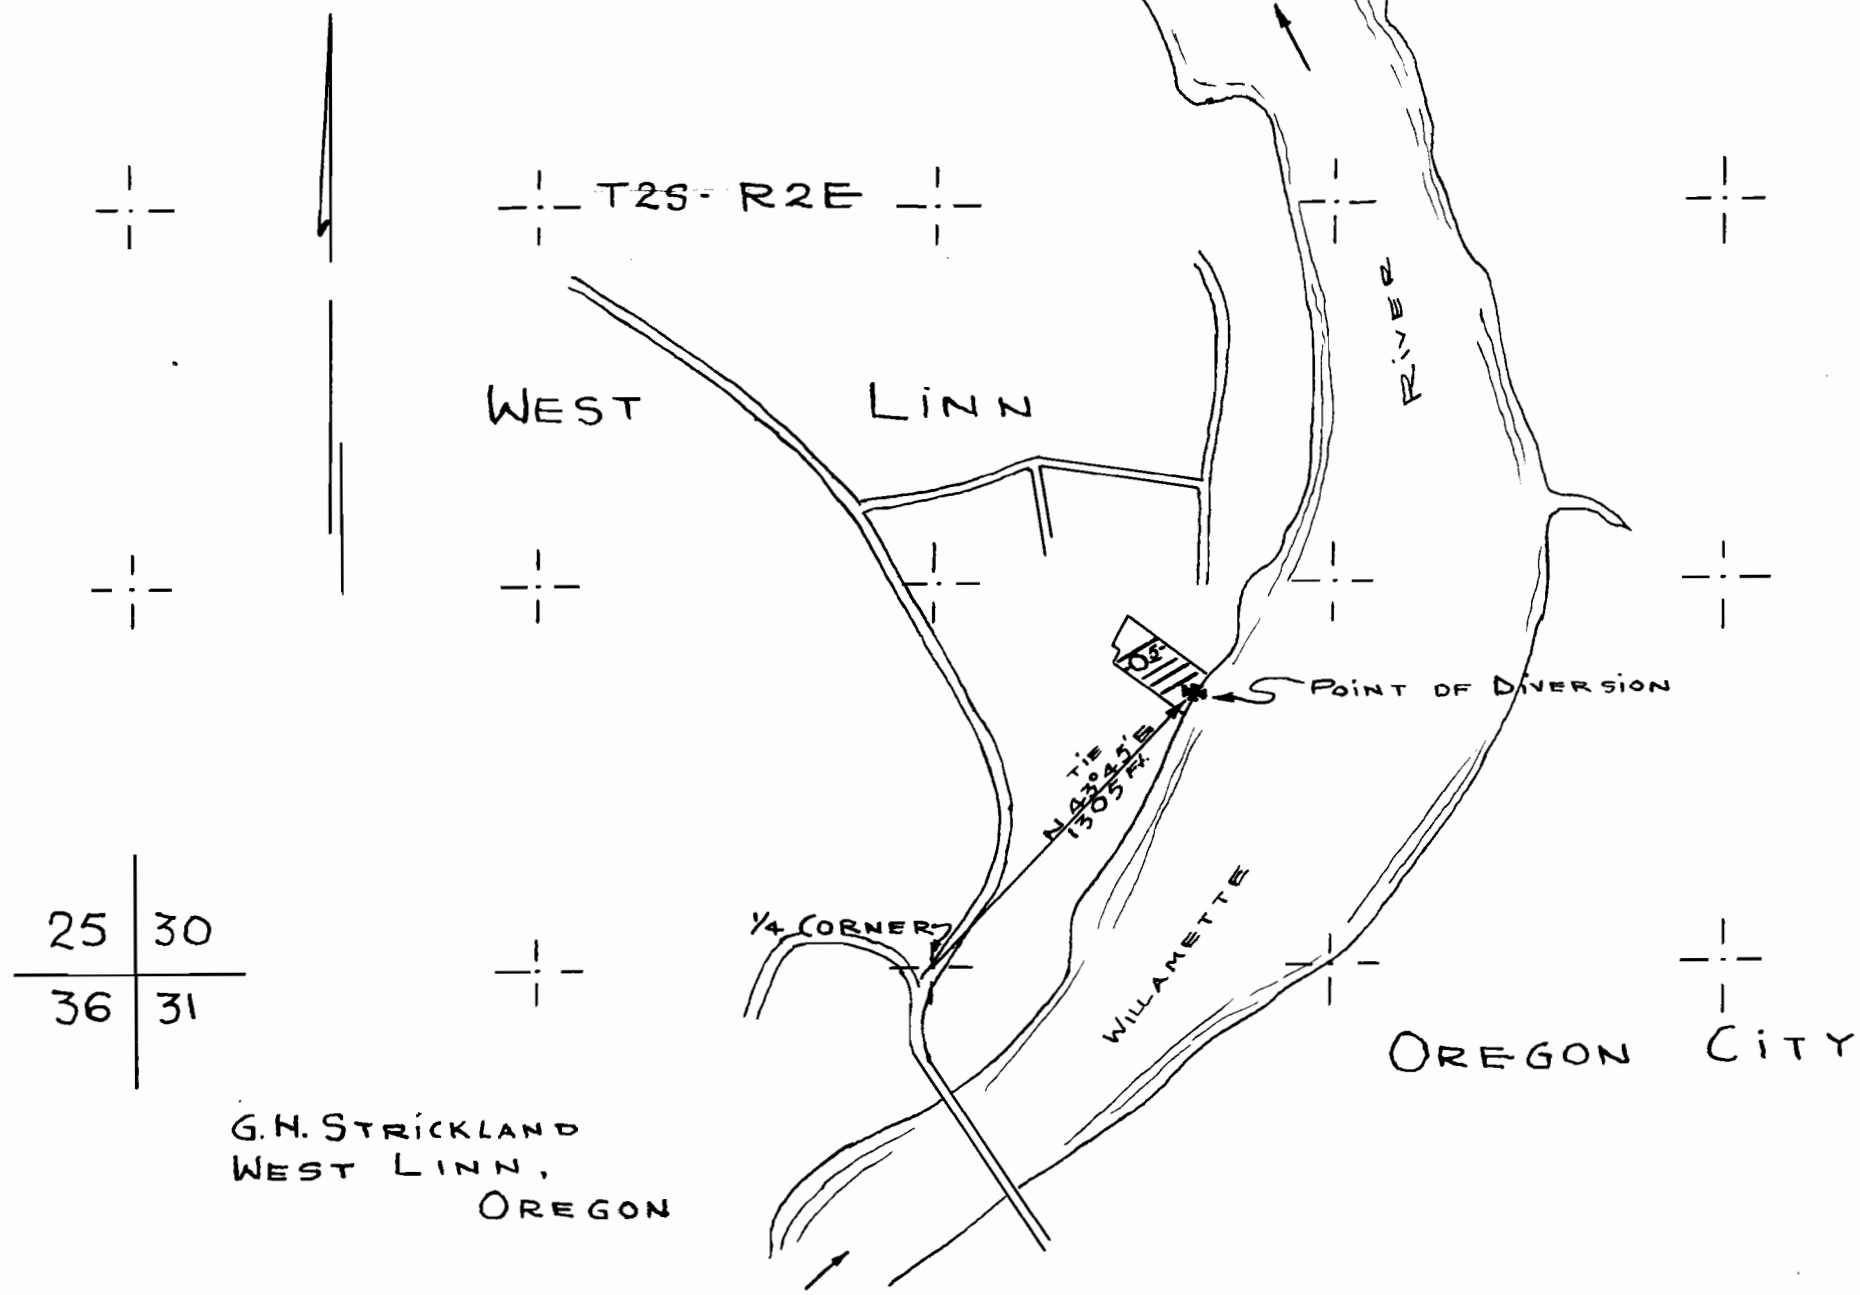 T2S - R2E
RIVER
WEST LINN
.05
POINT OF DIVERSION
TIE
N 43° 45' E
1305 Ft.
25 30
36 31
1/4 CORNER
WILLAMETTE
OREGON CITY
G.H. STRICKLAND
WEST LINN,
OREGON